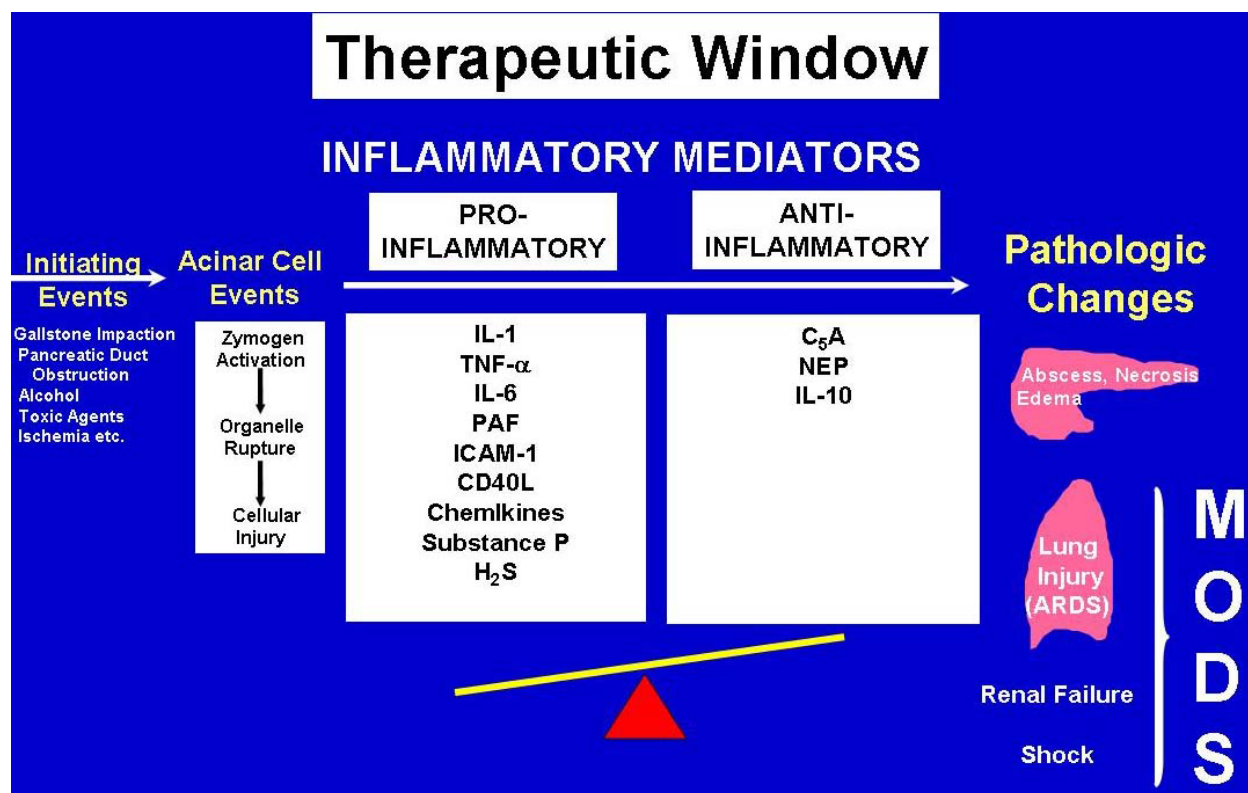 Therapeutic Window
INFLAMMATORY MEDIATORS
PRO-
INFLAMMATORY
ANTI-
INFLAMMATORY
Initiating
Events
Gallstone Impaction
Pancreatic Duct
Obstruction
Alcohol
Toxic Agents
Ischemia etc.
Acinar Cell
Events
Zymogen
Activation
Organelle
Rupture
Cellular
Injury
IL-1
TNF-α
IL-6
PAF
ICAM-1
CD40L
Chemlkines
Substance P
H₂S
C₅A
NEP
IL-10
Pathologic
Changes
Abscess, Necrosis
Edema
Lung
Injury
(ARDS)
Renal Failure
Shock
M
O
D
S